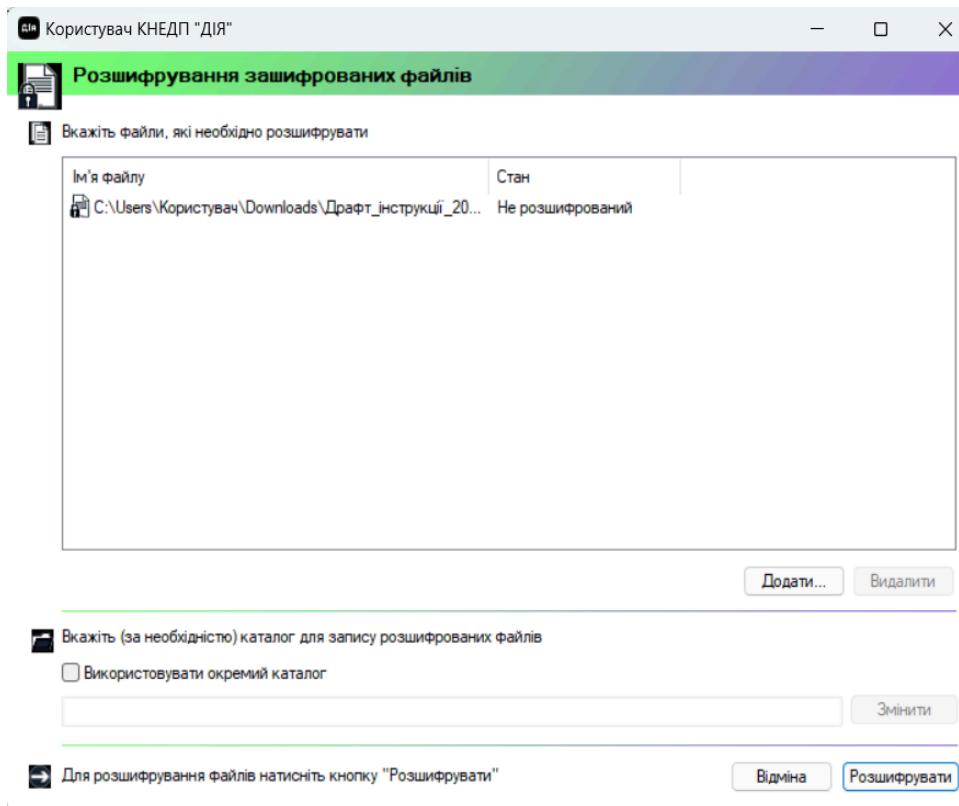 Дія Користувач КНЕДП "ДІЯ"
Розшифрування зашифрованих файлів
Вкажіть файли, які необхідно розшифрувати
Ім'я файлу Стан
C:\Users\Користувач\Downloads\Драфт_інструкції_20... Не розшифрований
Додати... Видалити
Вкажіть (за необхідністю) каталог для запису розшифрованих файлів
Використовувати окремий каталог
Змінити
Для розшифрування файлів натисніть кнопку "Розшифрувати"
Відміна Розшифрувати